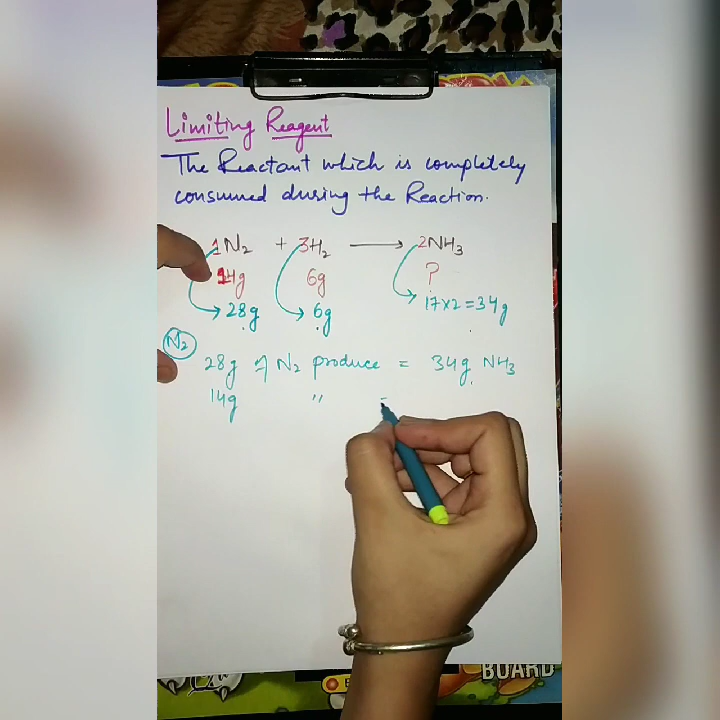 Limiting Reagent
The Reactant which is completely
consumed during the Reaction.
1N₂ + 3H₂ → 2NH₃
14g 6g ?
28g 6g 17×2=34g
N₂
28g of N₂ produce = 34g NH₃
14g " -
BOARD